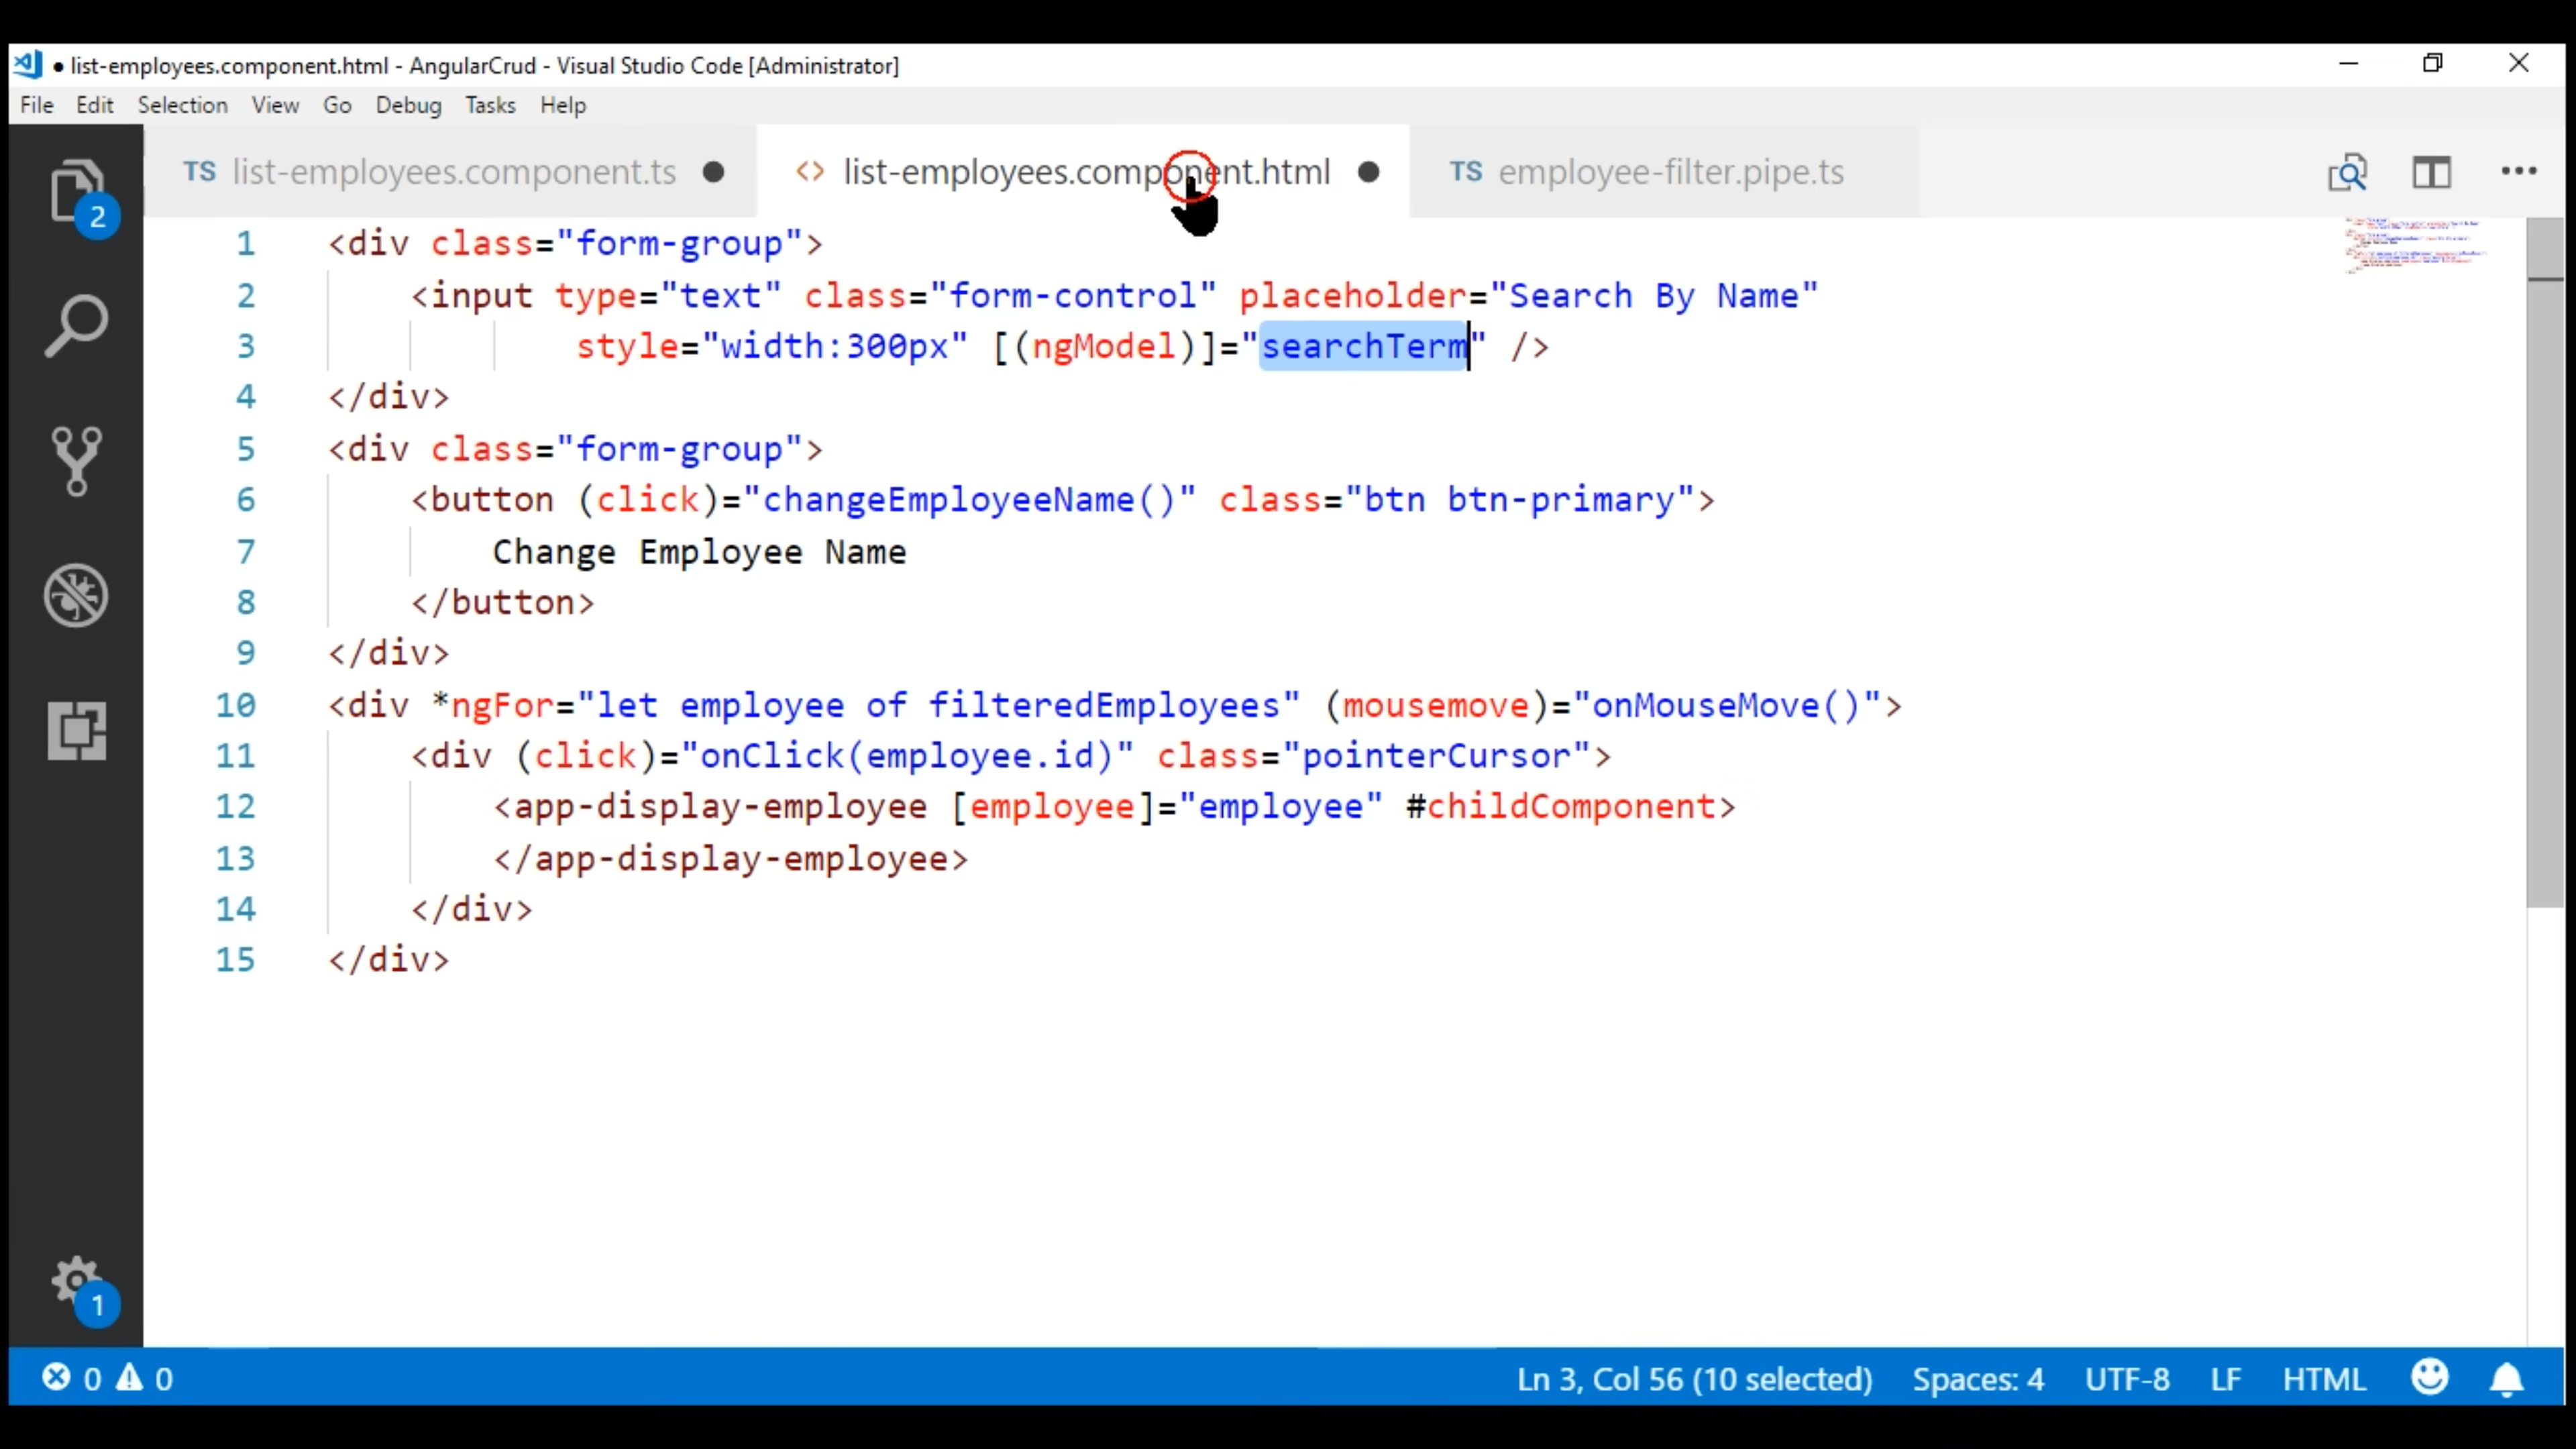 ● list-employees.component.html - AngularCrud - Visual Studio Code [Administrator]
File Edit Selection View Go Debug Tasks Help
TS list-employees.component.ts ● <> list-employees.component.html ● TS employee-filter.pipe.ts
2
1 <div class="form-group">
2 <input type="text" class="form-control" placeholder="Search By Name"
3 style="width:300px" [(ngModel)]="searchTerm" />
4 </div>
5 <div class="form-group">
6 <button (click)="changeEmployeeName()" class="btn btn-primary">
7 Change Employee Name
8 </button>
9 </div>
10 <div *ngFor="let employee of filteredEmployees" (mousemove)="onMouseMove()">
11 <div (click)="onClick(employee.id)" class="pointerCursor">
12 <app-display-employee [employee]="employee" #childComponent>
13 </app-display-employee>
14 </div>
15 </div>
1
0 0 Ln 3, Col 56 (10 selected) Spaces: 4 UTF-8 LF HTML